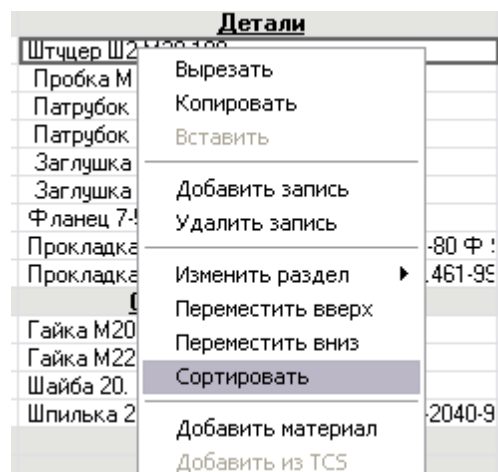 Детали
Штуцер Ш2
Пробка М
Патрубок
Патрубок
Заглушка
Заглушка
Фланец 7-
Прокладка -80 Ф
Прокладка .461-99
Гайка М20
Гайка М22
Шайба 20.
Шпилька 2 -2040-9
Вырезать
Копировать
Вставить
Добавить запись
Удалить запись
Изменить раздел
Переместить вверх
Переместить вниз
Сортировать
Добавить материал
Добавить из TCS